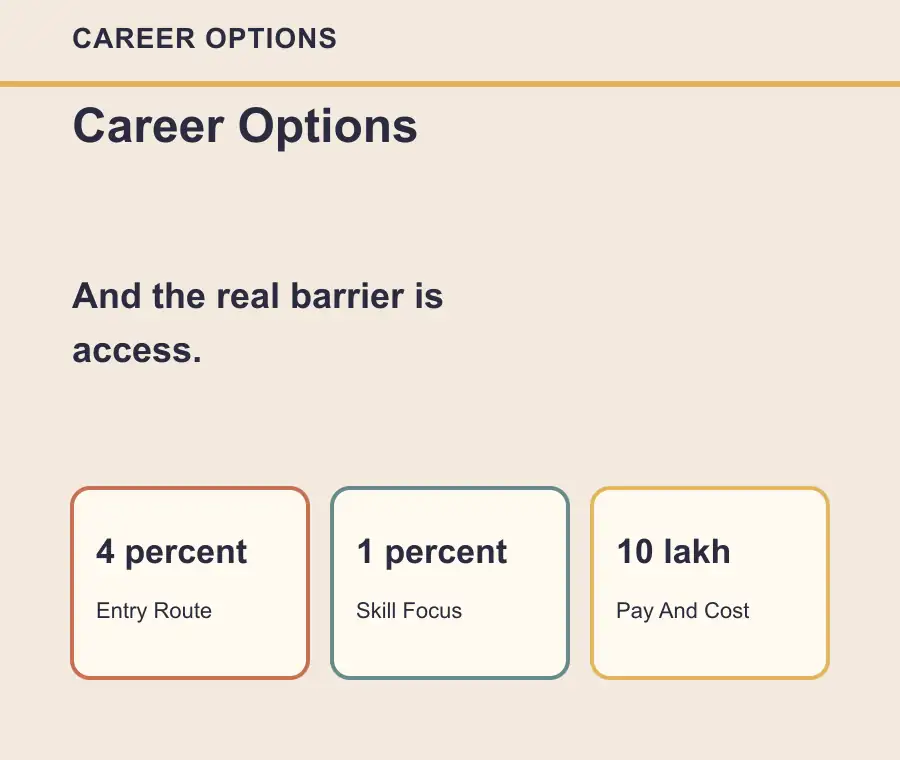 CAREER OPTIONS
Career Options
And the real barrier is
access.
4 percent
Entry Route
1 percent
Skill Focus
10 lakh
Pay And Cost